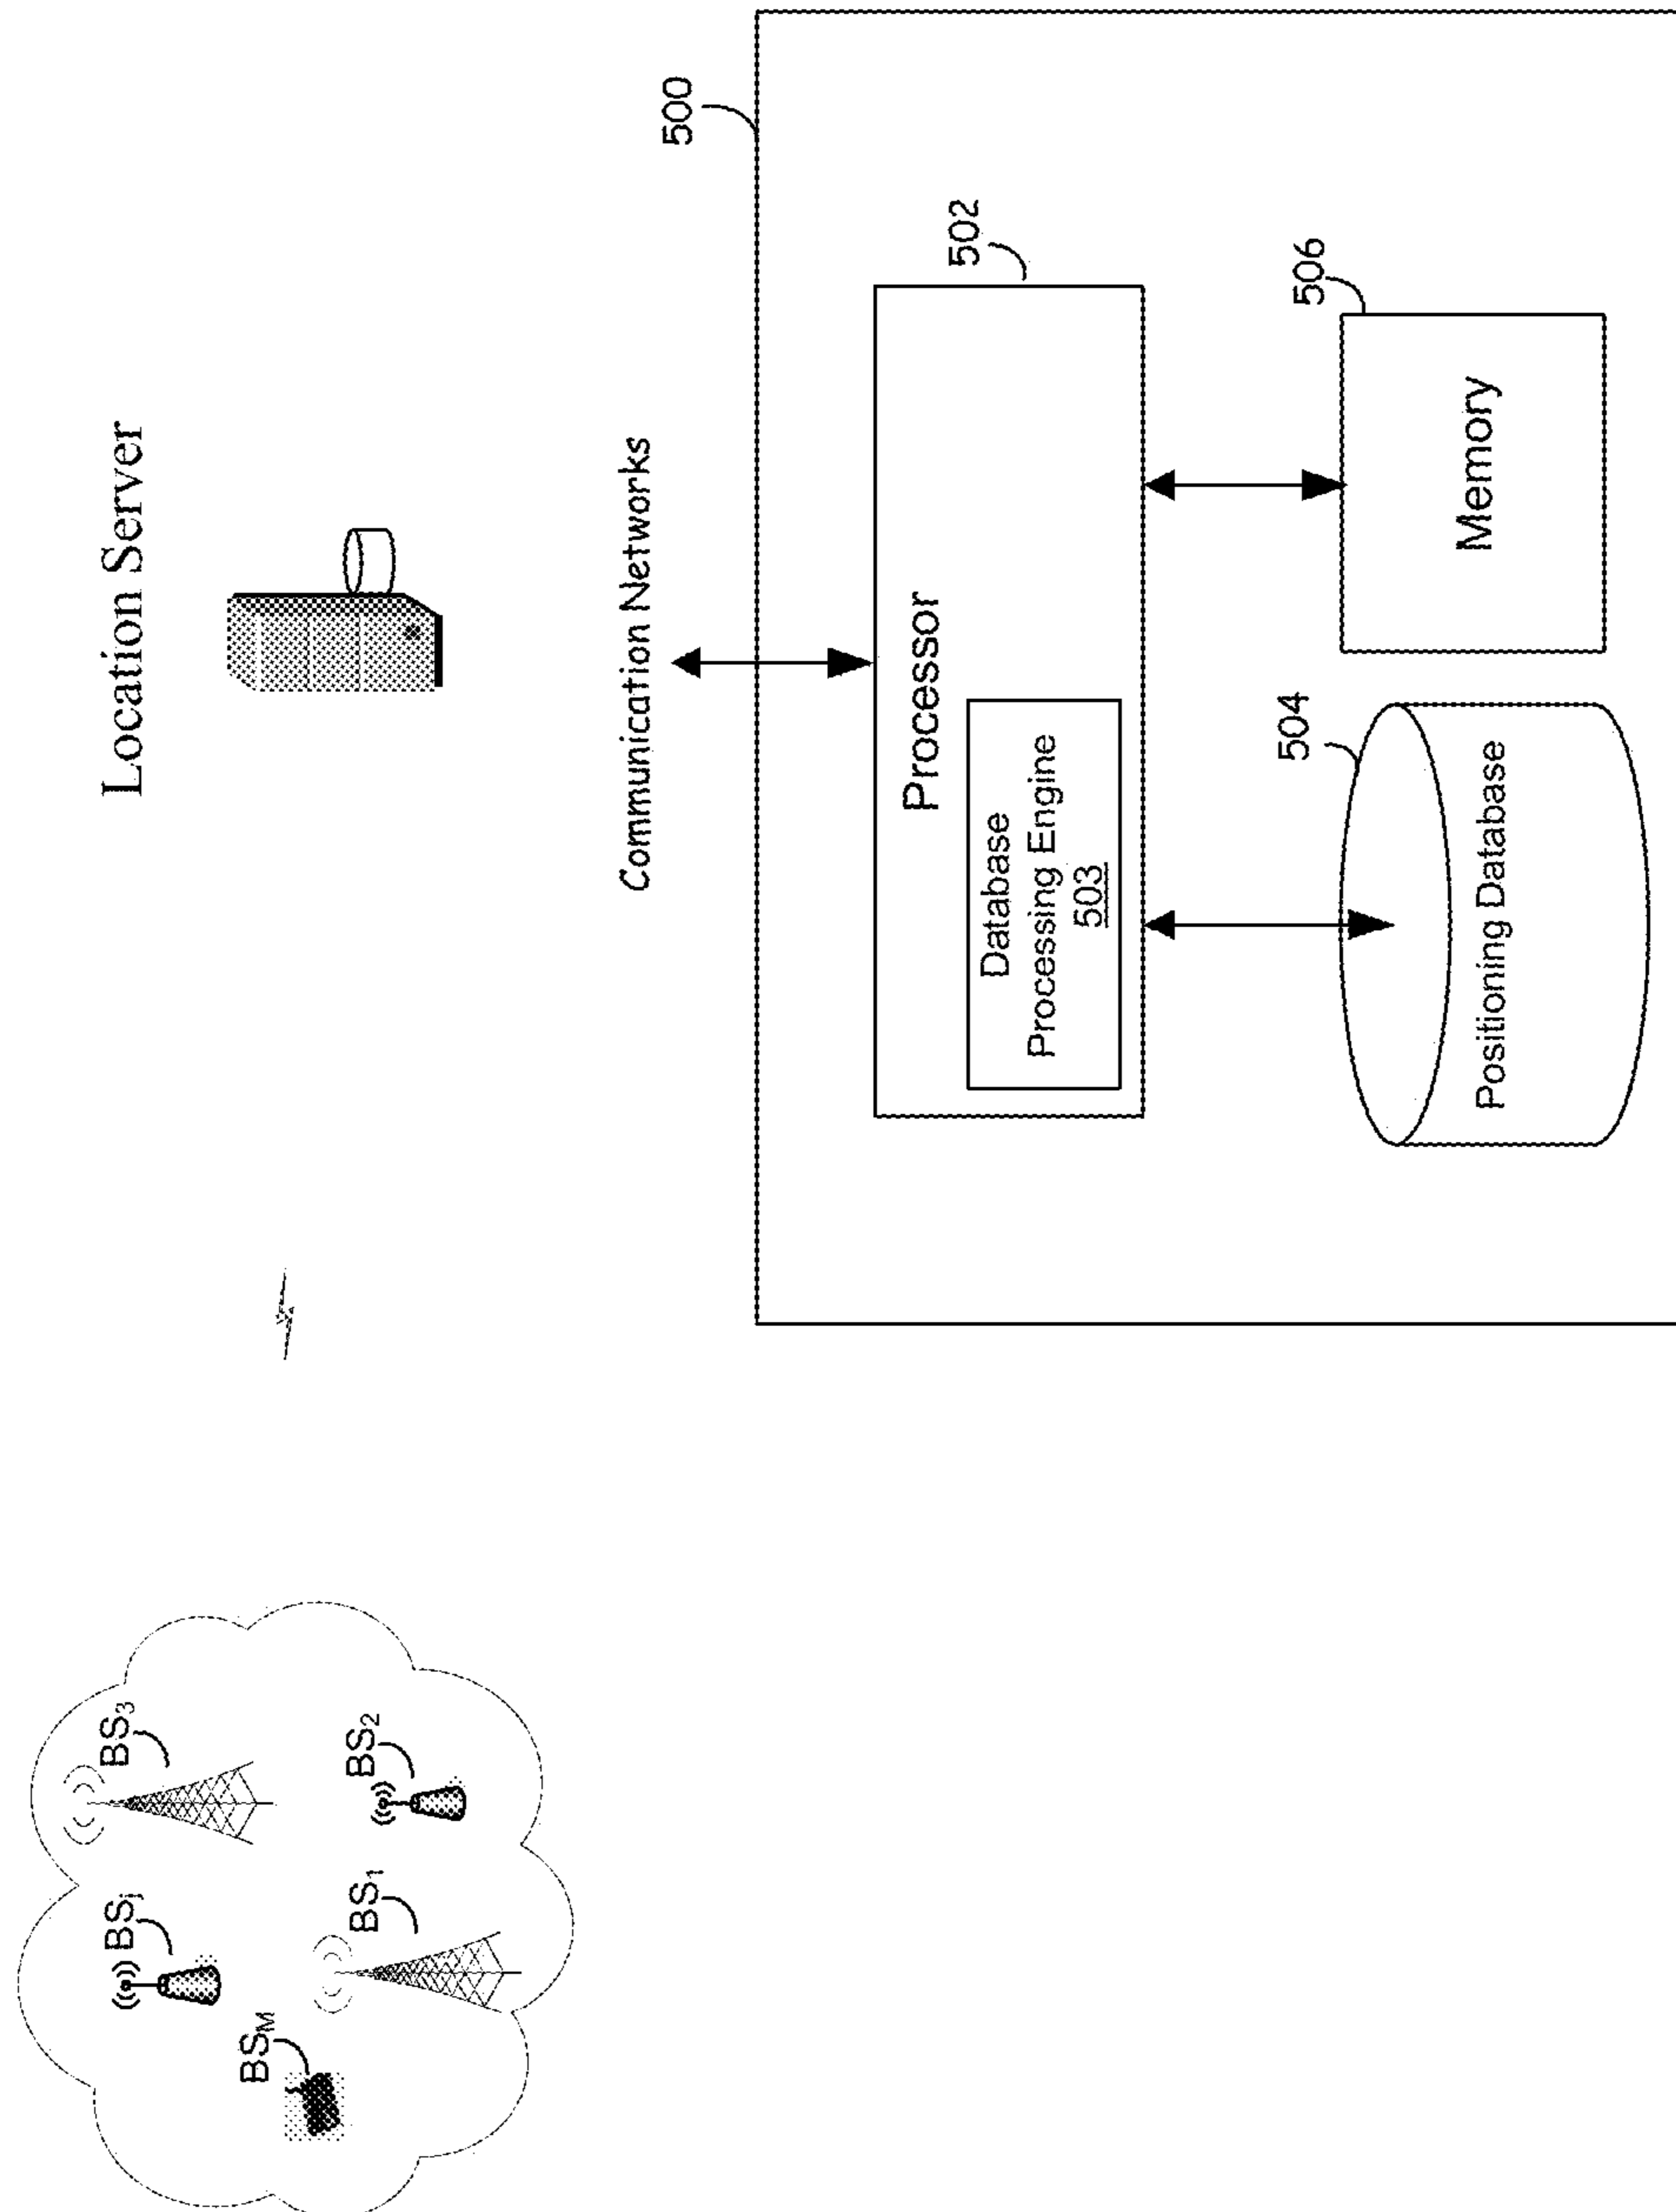 Location Server
BS3
BSi
BS2
BS1
BSM
Communication Networks
500
Processor
502
Database
Processing Engine
503
504
506
Positioning Database
Memory